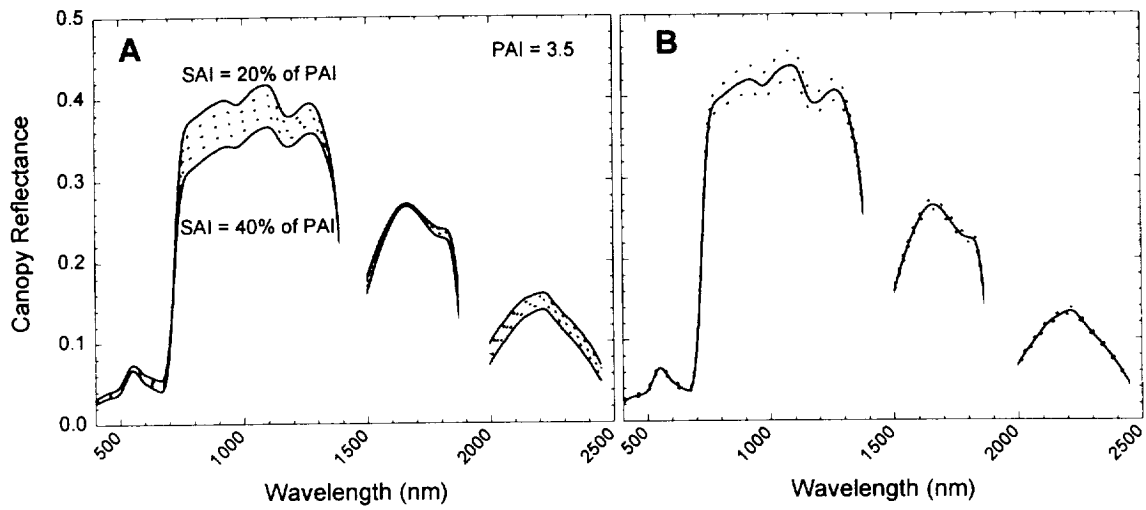 A
PAI = 3.5
SAI = 20% of PAI
SAI = 40% of PAI
Canopy Reflectance
0.5
0.4
0.3
0.2
0.1
0.0
500
1000
1500
2000
2500
Wavelength (nm)
B
500
1000
1500
2000
2500
Wavelength (nm)